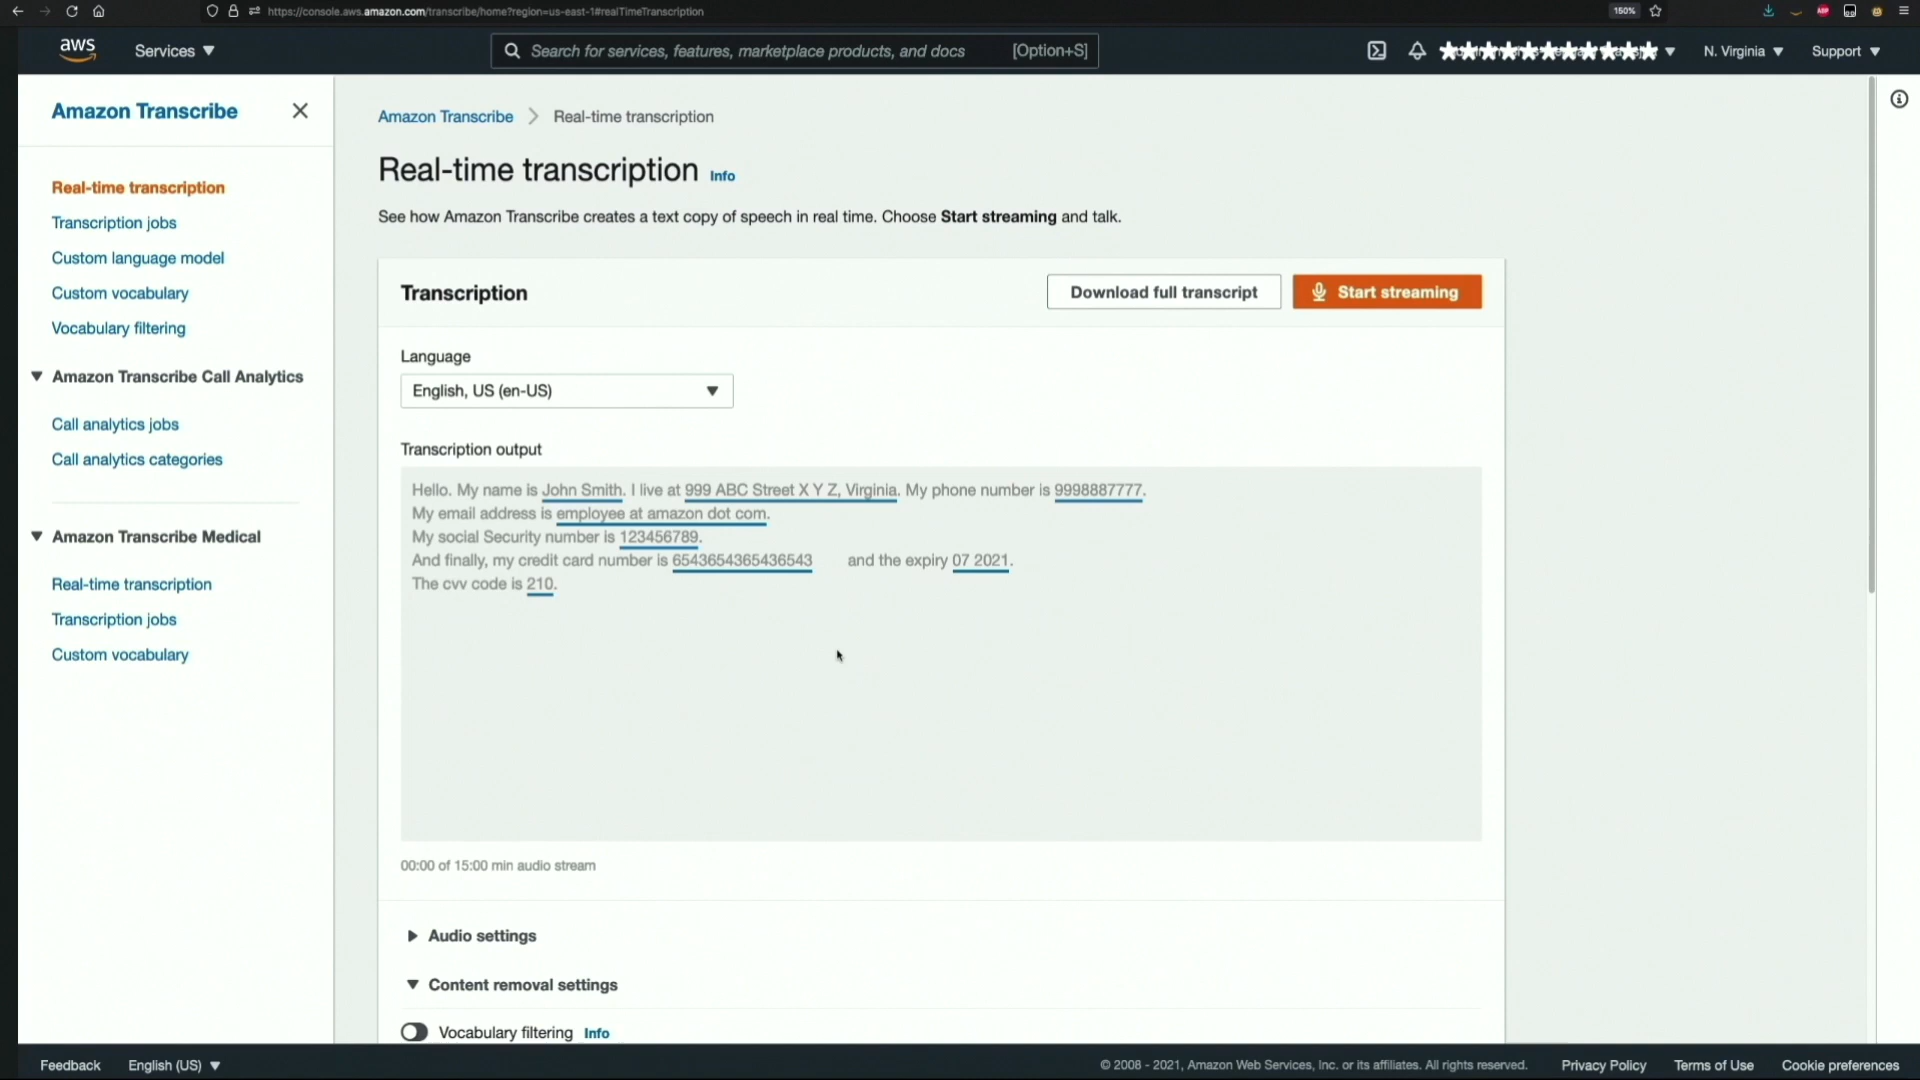 https://console.aws.amazon.com/transcribe/home?region=us-east-1#realTimeTranscription
150%
ABP
aws
Services
Search for services, features, marketplace products, and docs
[Option+S]
N. Virginia
Support
Amazon Transcribe
Real-time transcription
Transcription jobs
Custom language model
Custom vocabulary
Vocabulary filtering
Amazon Transcribe Call Analytics
Call analytics jobs
Call analytics categories
Amazon Transcribe Medical
Real-time transcription
Transcription jobs
Custom vocabulary
Amazon Transcribe > Real-time transcription
Real-time transcription Info
See how Amazon Transcribe creates a text copy of speech in real time. Choose Start streaming and talk.
Transcription
Download full transcript
Start streaming
Language
English, US (en-US)
Transcription output
Hello. My name is John Smith. I live at 999 ABC Street X Y Z, Virginia. My phone number is 9998887777.
My email address is employee at amazon dot com.
My social Security number is 123456789.
And finally, my credit card number is 6543654365436543 and the expiry 07 2021.
The cvv code is 210.
00:00 of 15:00 min audio stream
Audio settings
Content removal settings
Vocabulary filtering Info
Feedback
English (US)
© 2008 - 2021, Amazon Web Services, Inc. or its affiliates. All rights reserved.
Privacy Policy
Terms of Use
Cookie preferences